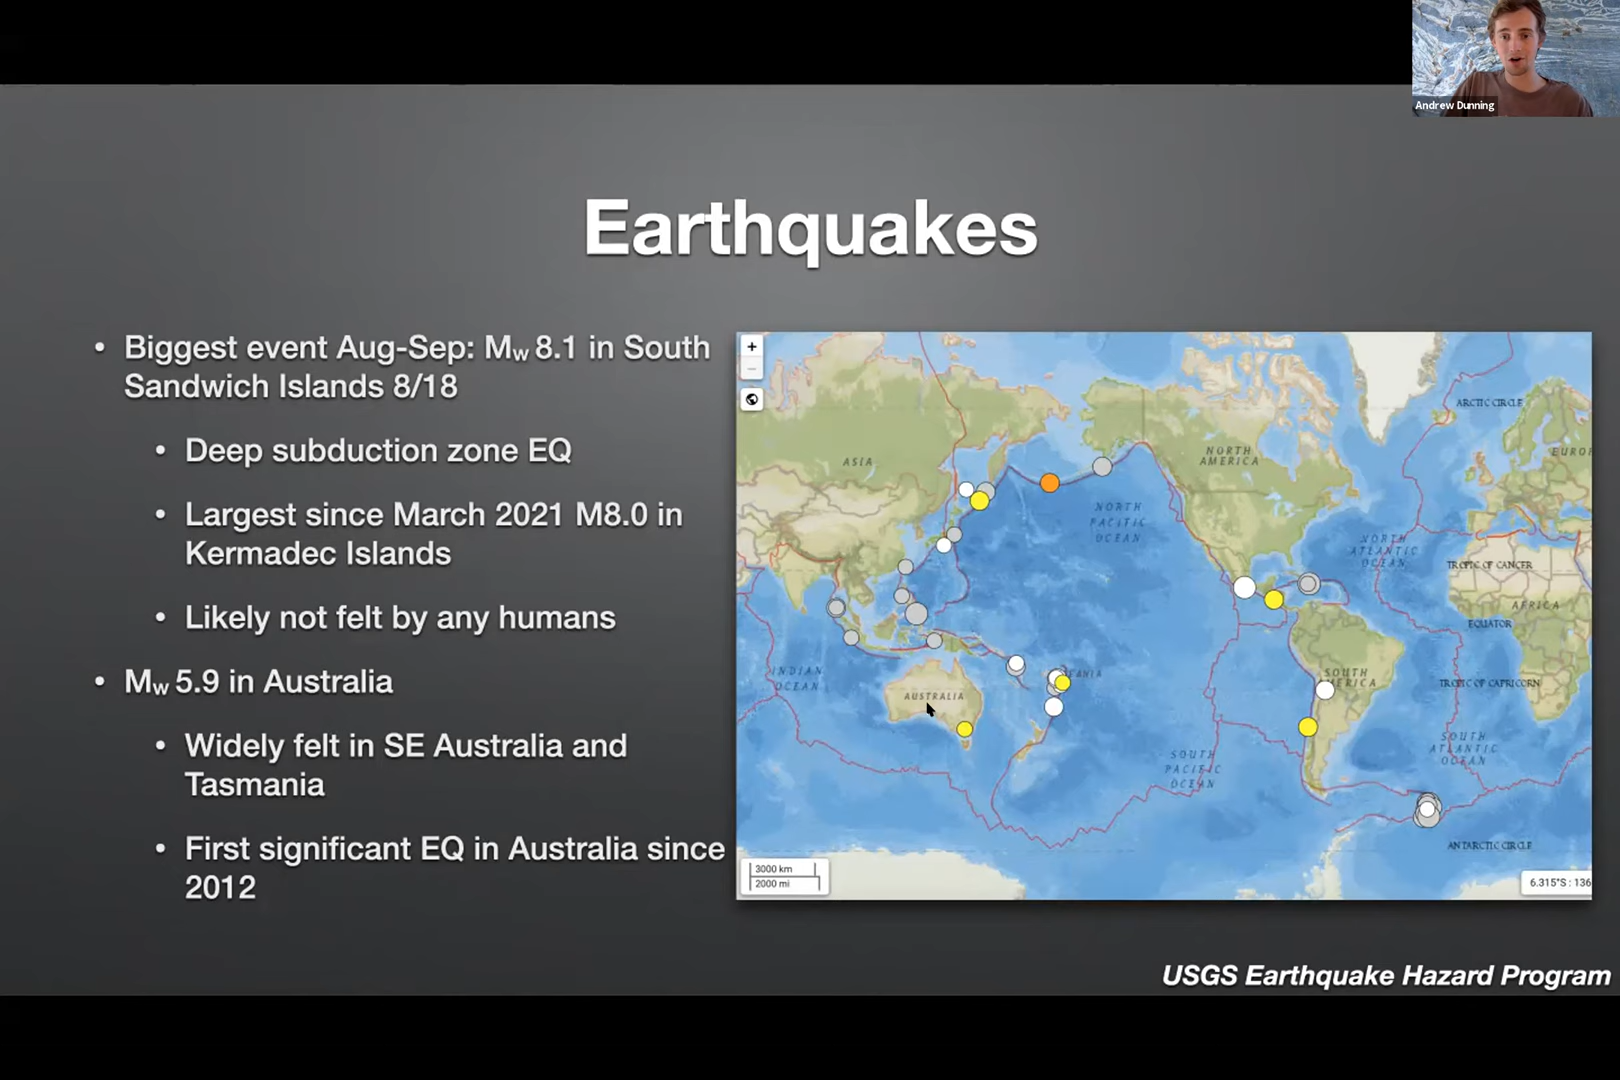 Andrew Dunning
Earthquakes
• Biggest event Aug-Sep: Mw 8.1 in South
Sandwich Islands 8/18
• Deep subduction zone EQ
• Largest since March 2021 M8.0 in
Kermadec Islands
• Likely not felt by any humans
• Mw 5.9 in Australia
• Widely felt in SE Australia and
Tasmania
• First significant EQ in Australia since
2012
+
−
ARCTIC CIRCLE
ASIA
NORTH
AMERICA
EUROP
NORTH
PACIFIC
OCEAN
NORTH
ATLANTIC
OCEAN
TROPIC OF CANCER
AFRICA
EQUATOR
INDIAN
OCEAN
AUSTRALIA
SOUTH
TROPIC OF CAPRICORN
SOUTH
PACIFIC
OCEAN
SOUTH
ATLANTIC
OCEAN
ANTARCTIC CIRCLE
3000 km
2000 mi
6.315°S : 136
USGS Earthquake Hazard Program